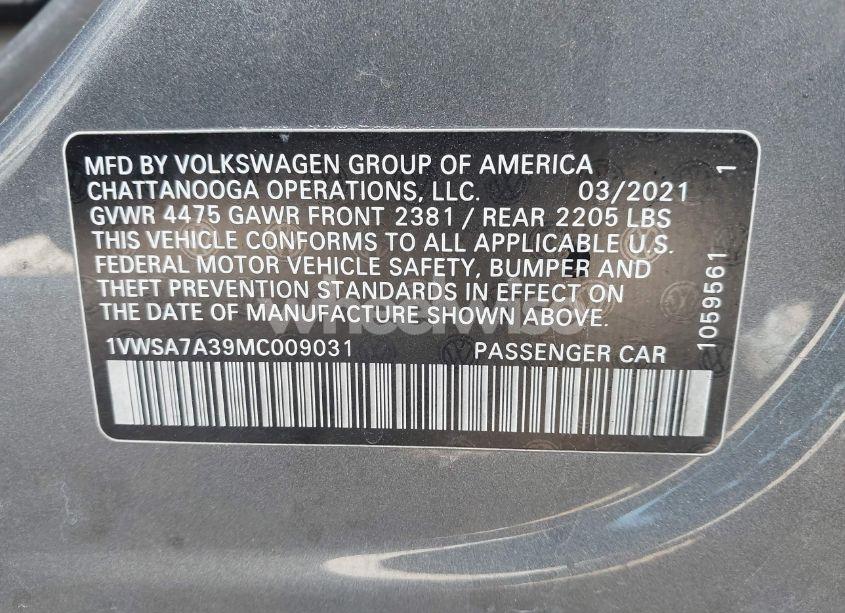 MFD BY VOLKSWAGEN GROUP OF AMERICA
CHATTANOOGA OPERATIONS, LLC. 03/2021
GVWR 4475 GAWR FRONT 2381 / REAR 2205 LBS
THIS VEHICLE CONFORMS TO ALL APPLICABLE U.S.
FEDERAL MOTOR VEHICLE SAFETY, BUMPER AND
THEFT PREVENTION STANDARDS IN EFFECT ON
THE DATE OF MANUFACTURE SHOWN ABOVE.
1VWSA7A39MC009031 PASSENGER CAR
1059561 1